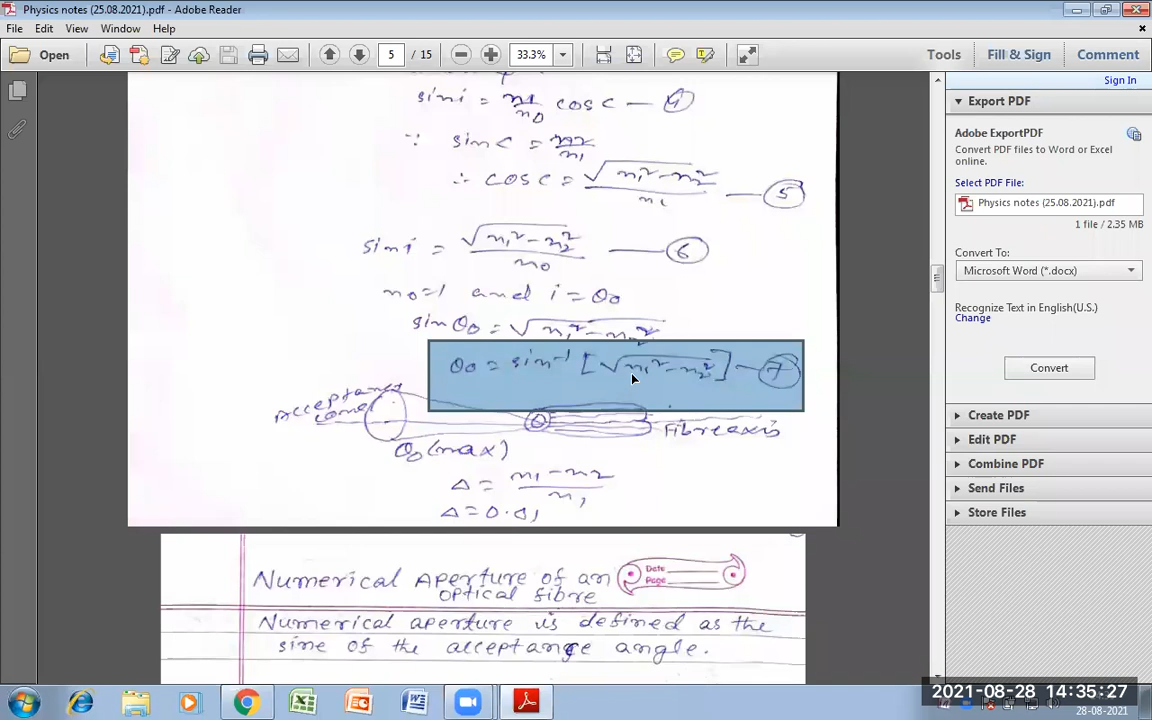 Physics notes (25.08.2021).pdf - Adobe Reader
File Edit View Window Help
Open 5 / 15 33.3% Tools Fill & Sign Comment
Sign In
sin i = n1/n0 cos c — 4
∵ sin c = n2/n1
∴ cos c = √n1²-n2² / n1 — 5
sin i = √n1²-n2² / n0 — 6
n0=1 and i = θ0
sin θ0 = √n1²-n2²
θ0 = sin⁻¹ [√n1²-n2²] — 7
Acceptance cone
Fibre axis
θ0 (max)
Δ = n1-n2 / n1
Numerical Aperture of an
optical fibre
Date
Page
Numerical aperture is defined as the
sine of the acceptance angle.
Export PDF
Adobe ExportPDF
Convert PDF files to Word or Excel
online.
Select PDF File:
Physics notes (25.08.2021).pdf
1 file / 2.35 MB
Convert To:
Microsoft Word (*.docx)
Recognize Text in English(U.S.)
Change
Convert
Create PDF
Edit PDF
Combine PDF
Send Files
Store Files
2021-08-28 14:35:27
28-08-2021